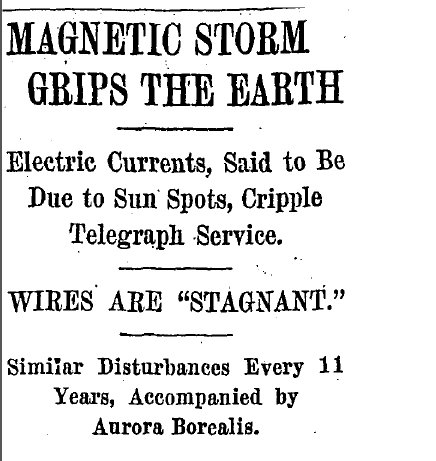 MAGNETIC STORM
GRIPS THE EARTH
Electric Currents, Said to Be
Due to Sun Spots, Cripple
Telegraph Service.
WIRES ARE "STAGNANT."
Similar Disturbances Every 11
Years, Accompanied by
Aurora Borealis.